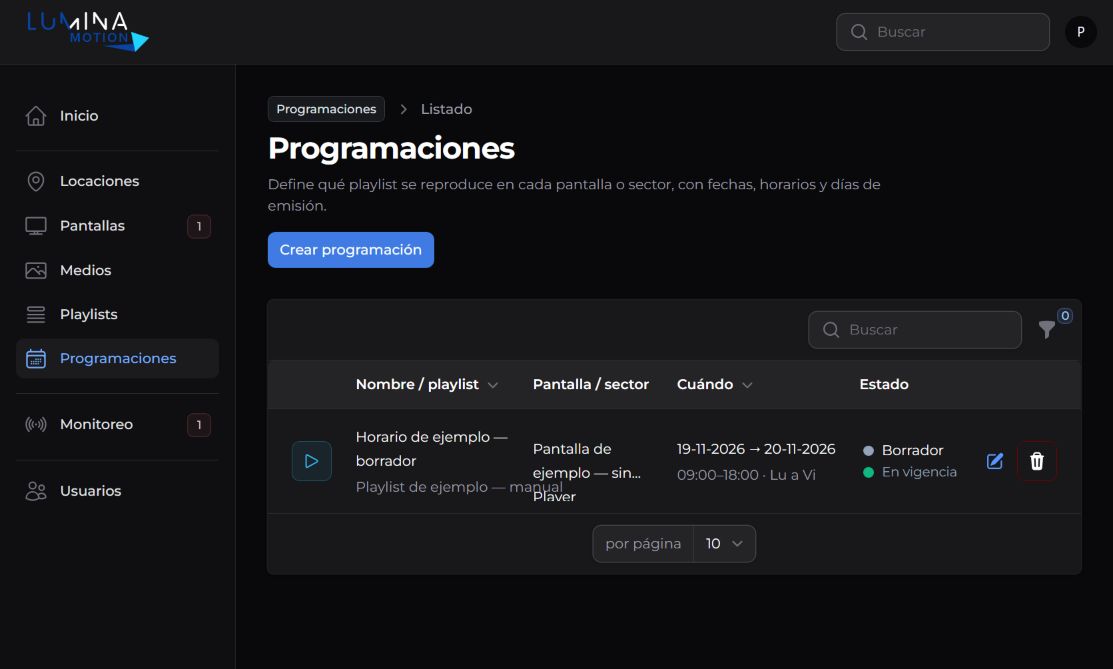 LUMINA
MOTION
Buscar
P
Inicio
Locaciones
Pantallas 1
Medios
Playlists
Programaciones
Monitoreo 1
Usuarios
Programaciones > Listado
Programaciones
Define qué playlist se reproduce en cada pantalla o sector, con fechas, horarios y días de
emisión.
Crear programación
Buscar
0
Nombre / playlist Pantalla / sector Cuándo Estado
Horario de ejemplo —
borrador
Playlist de ejemplo — manual
Pantalla de
ejemplo — sin...
Player
19-11-2026 → 20-11-2026
09:00–18:00 · Lu a Vi
Borrador
En vigencia
por página 10